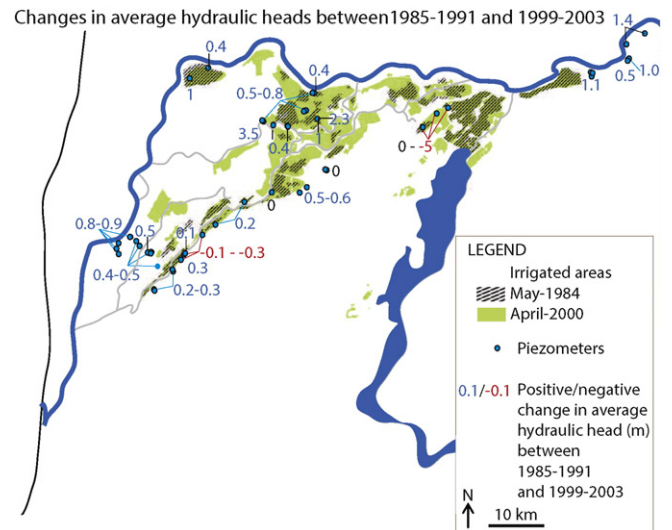 Changes in average hydraulic heads between1985-1991 and 1999-2003
1.4
0.4
0.4
0.5
1.0
1
0.5-0.8
1.1
2.3
3.5
1
0.4
0 - -5
0
0.5-0.6
0
0.2
0.8-0.9
0.5
0.1
-0.1 - -0.3
0.4-0.5
0.3
0.2-0.3
LEGEND
Irrigated areas
May-1984
April-2000
Piezometers
0.1/-0.1 Positive/negative
change in average
hydraulic head (m)
between
1985-1991
and 1999-2003
N
10 km